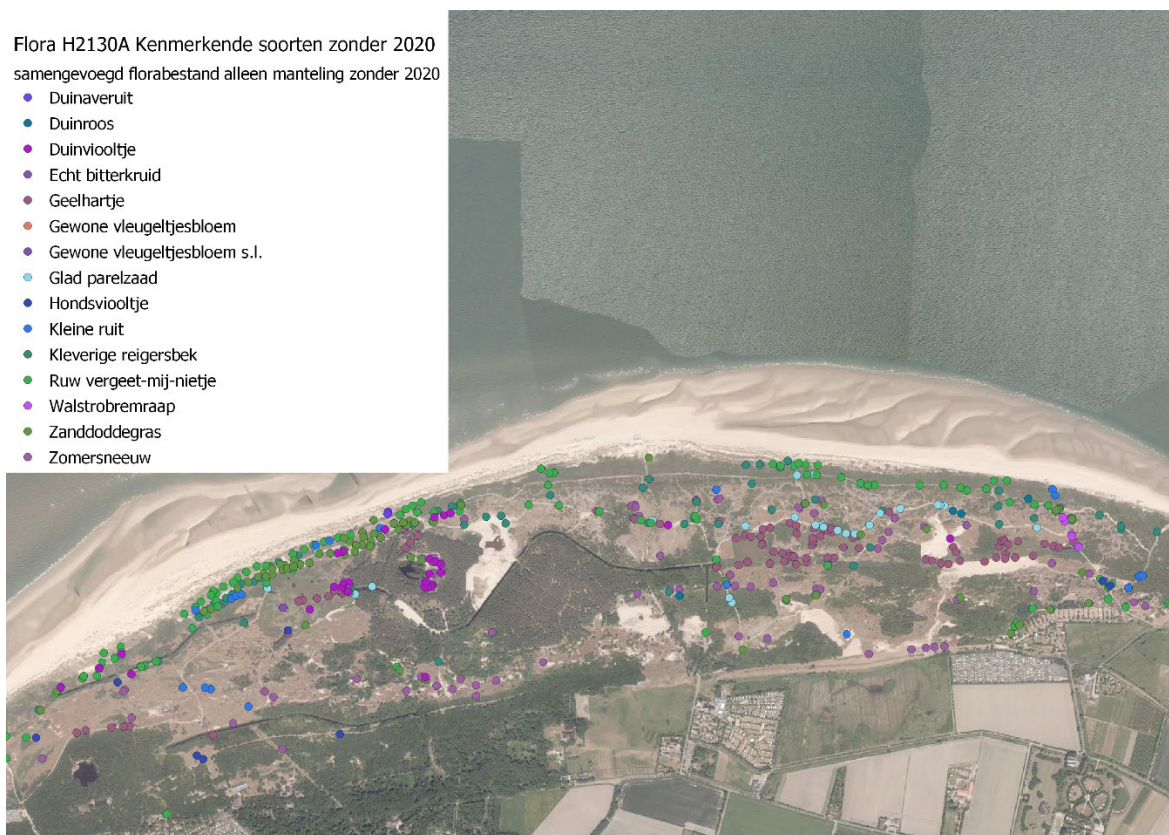 Flora H2130A Kenmerkende soorten zonder 2020
samengevoegd florabestand alleen manteling zonder 2020
Duinaveruit
Duinroos
Duinviooltje
Echt bitterkruid
Geelhartje
Gewone vleugeltjesbloem
Gewone vleugeltjesbloem s.l.
Glad parelzaad
Hondsviooltje
Kleine ruit
Kleverige reigersbek
Ruw vergeet-mij-nietje
Walstrobremraap
Zanddoddegras
Zomersneeuw